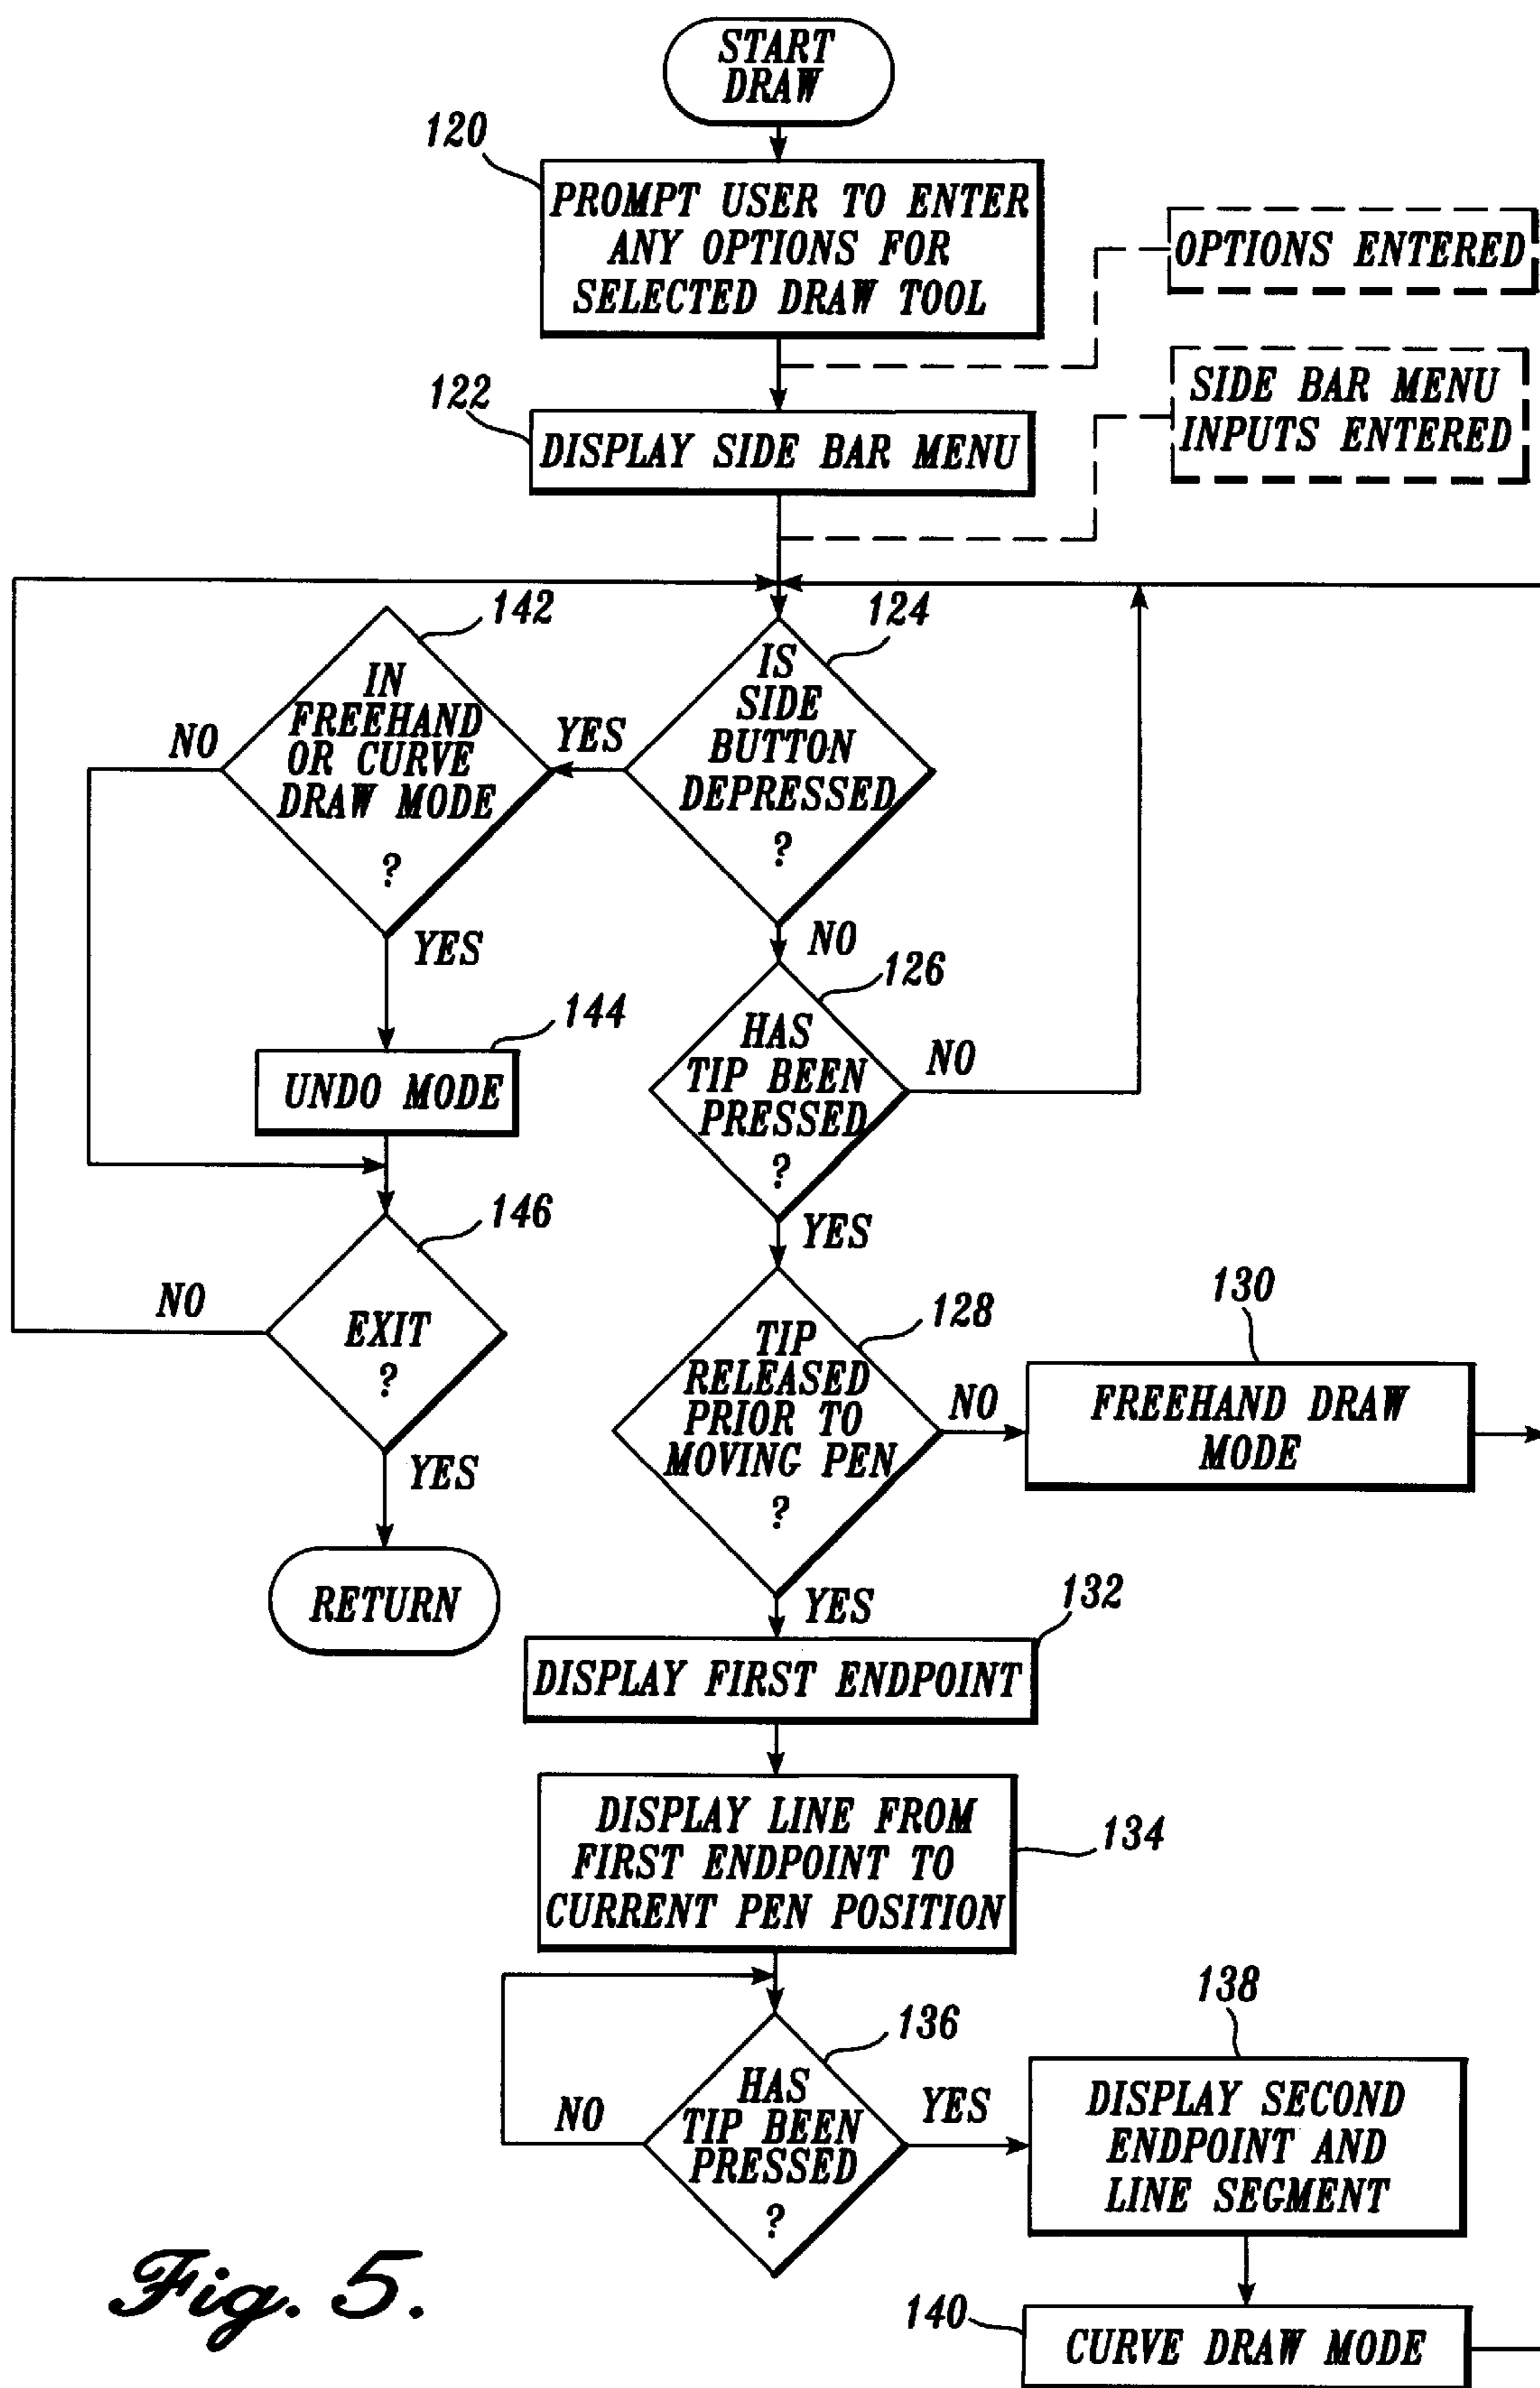 START
DRAW
120
PROMPT USER TO ENTER
ANY OPTIONS FOR
SELECTED DRAW TOOL
OPTIONS ENTERED
122
DISPLAY SIDE BAR MENU
SIDE BAR MENU
INPUTS ENTERED
142
IN
FREEHAND
OR CURVE
DRAW MODE
?
NO
YES
124
IS
SIDE
BUTTON
DEPRESSED
?
YES
NO
144
UNDO MODE
126
HAS
TIP BEEN
PRESSED
?
NO
YES
146
EXIT
?
NO
YES
RETURN
128
TIP
RELEASED
PRIOR TO
MOVING PEN
?
NO
130
FREEHAND DRAW
MODE
YES
132
DISPLAY FIRST ENDPOINT
DISPLAY LINE FROM
FIRST ENDPOINT TO
CURRENT PEN POSITION
134
136
HAS
TIP BEEN
PRESSED
?
NO
YES
138
DISPLAY SECOND
ENDPOINT AND
LINE SEGMENT
140
CURVE DRAW MODE
Fig. 5.